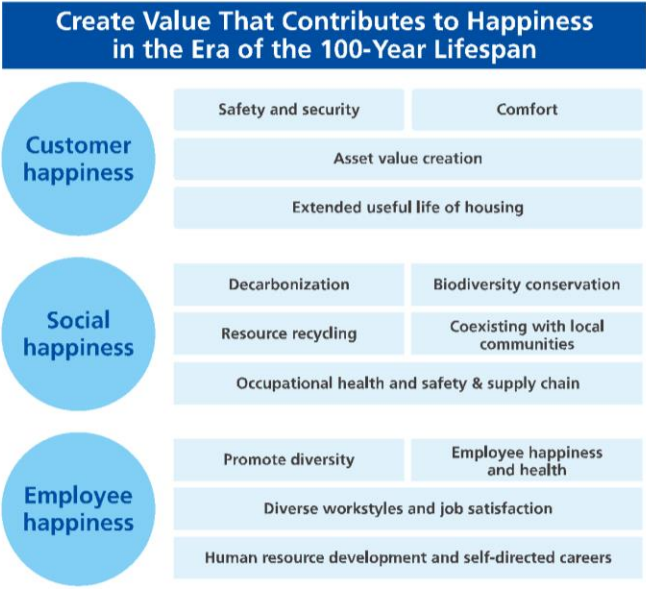 Create Value That Contributes to Happiness
in the Era of the 100-Year Lifespan
Customer
happiness
Safety and security
Comfort
Asset value creation
Extended useful life of housing
Social
happiness
Decarbonization
Biodiversity conservation
Resource recycling
Coexisting with local
communities
Occupational health and safety & supply chain
Employee
happiness
Promote diversity
Employee happiness
and health
Diverse workstyles and job satisfaction
Human resource development and self-directed careers